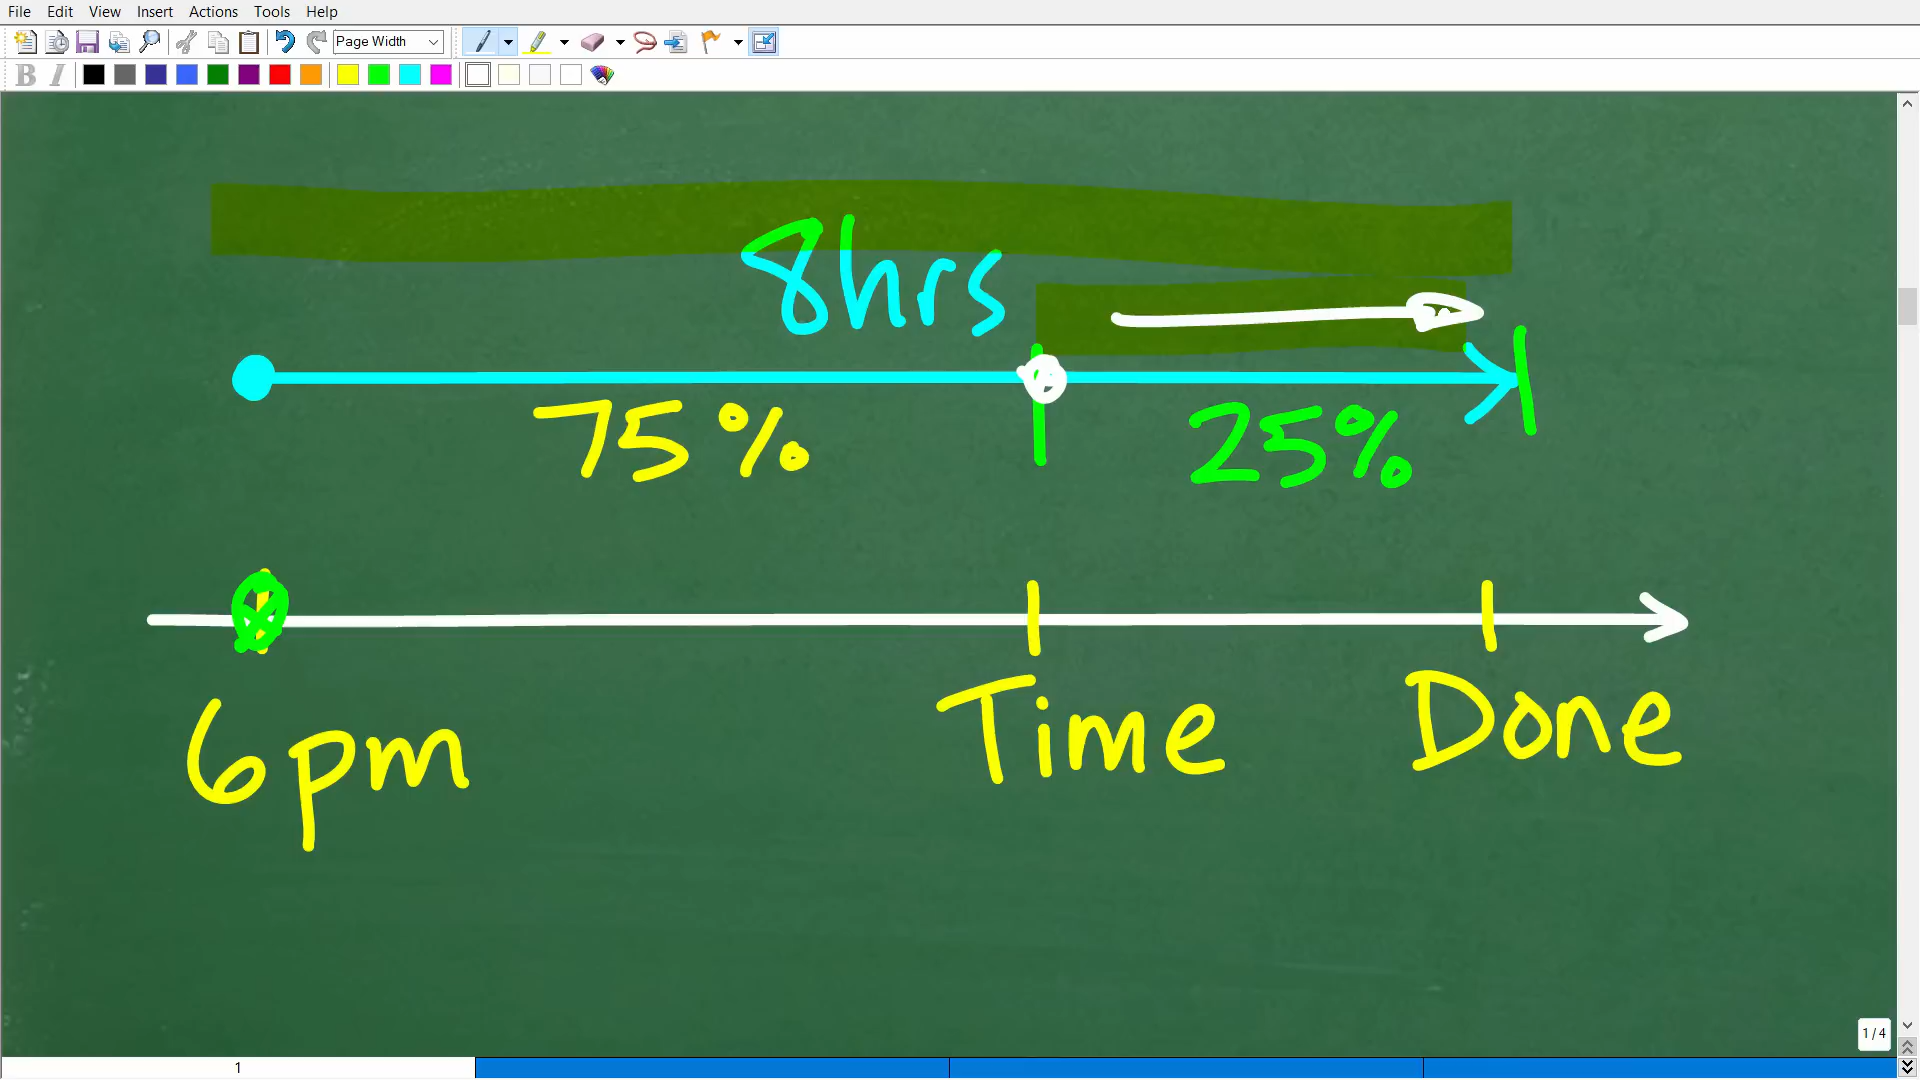 File Edit View Insert Actions Tools Help
Page Width
B I
8hrs
75% 25%
6pm Time Done
1 / 4
1